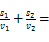 s₁/v₁ + s₂/v₂ =